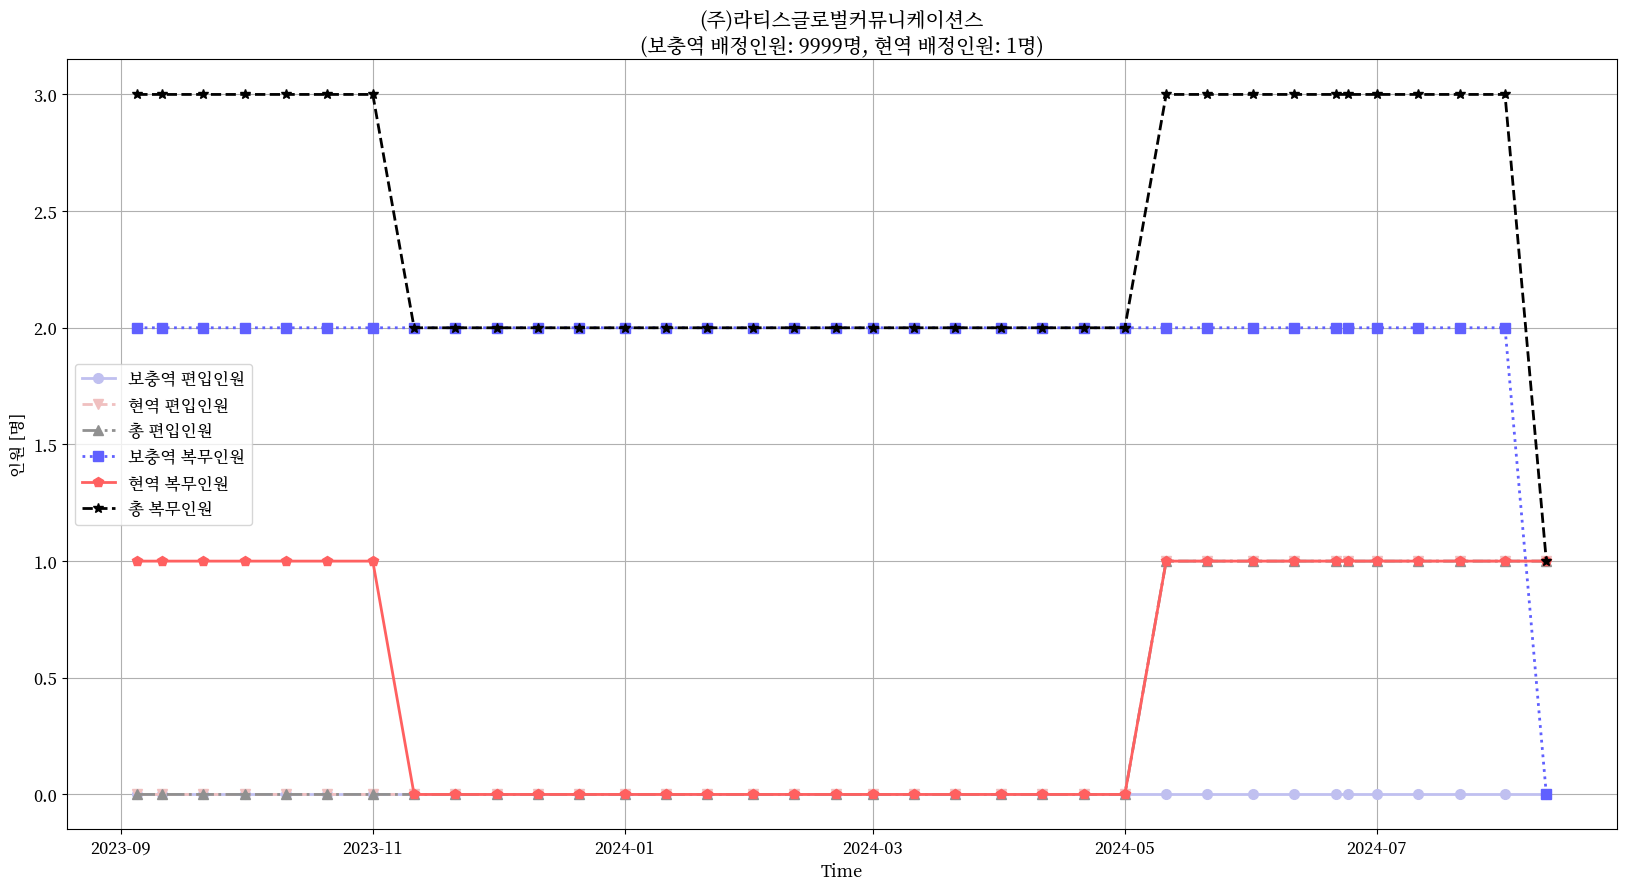 (주)라티스글로벌커뮤니케이션스
(보충역 배정인원: 9999명, 현역 배정인원: 1명)
3.0
2.5
2.0
1.5
1.0
0.5
0.0
인원 [명]
보충역 편입인원
현역 편입인원
총 편입인원
보충역 복무인원
현역 복무인원
총 복무인원
2023-09
2023-11
2024-01
2024-03
2024-05
2024-07
Time